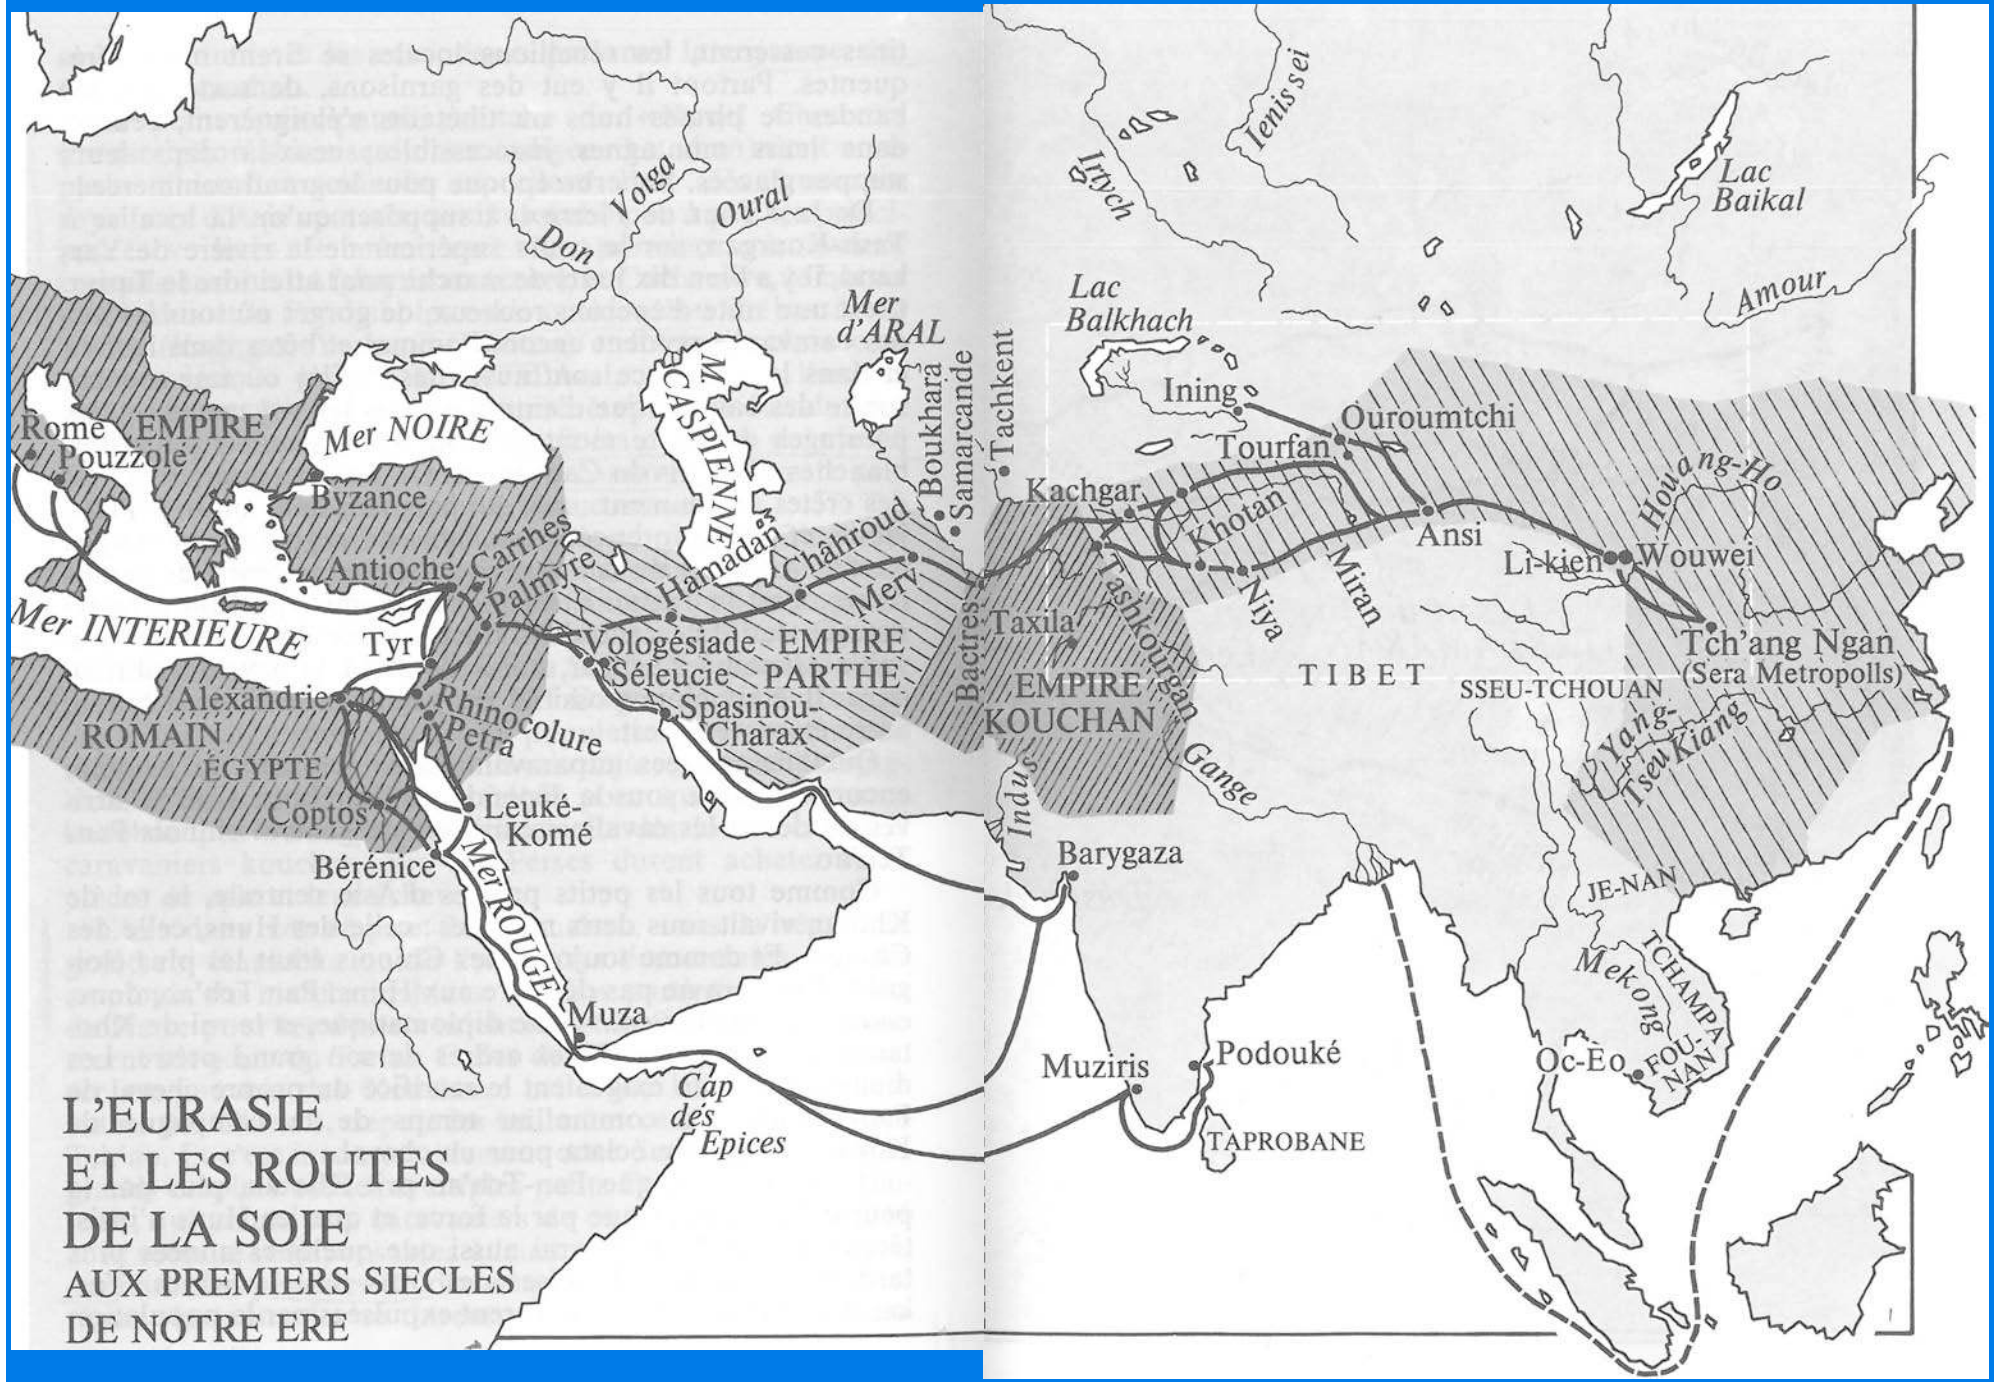 Volga
Oural
Don
Mer
d'ARAL
M. CASPIENNE
Boukhara
Samarcande
Tachkent
Irtych
Ienissei
Lac
Baikal
Amour
Lac
Balkhach
Ining
Ouroumtchi
Tourfan
Kachgar
Khotan
Houang-Ho
Ansi
Li-kien
Wouwei
Miran
Niya
Tashkourgan
Taxila
Bactres
Tch'ang Ngan
(Sera Metropolls)
TIBET
SSEU-TCHOUAN
EMPIRE
KOUCHAN
Yang-
Tseu Kiang
Gange
Indus
Rome
EMPIRE
Pouzzole
Mer NOIRE
Byzance
Antioche
Carrhes
Palmyre
Hamadan
Châhroud
Merv
Mer INTERIEURE
Tyr
Vologésiade
EMPIRE
Séleucie
PARTHE
Alexandrie
Rhinocolure
Spasinou-
Charax
ROMAIN
Petra
ÉGYPTE
Coptos
Leuké-
Komé
Bérénice
Mer ROUGE
Muza
Cap
des
Epices
Barygaza
Muziris
Podouké
TAPROBANE
JE-NAN
Mekong
TCHAMPA
Oc-Èo
FOU-
NAN
L'EURASIE
ET LES ROUTES
DE LA SOIE
AUX PREMIERS SIECLES
DE NOTRE ERE